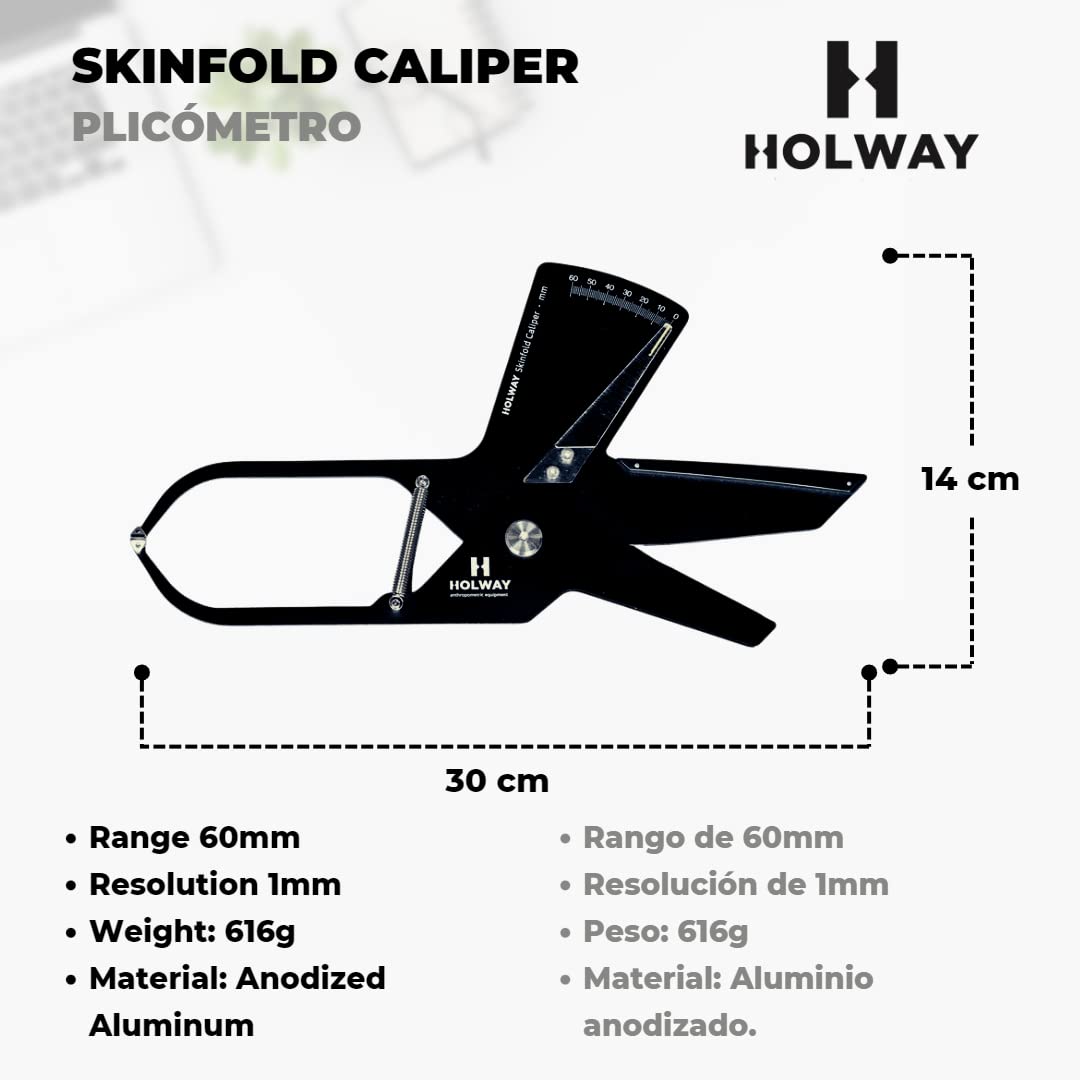 SKINFOLD CALIPER
PLICÓMETRO
HOLWAY
60 50 40 30 20 10 0
HOLWAY Skinfold Caliper - mm
HOLWAY
anthropometric equipment
14 cm
30 cm
• Range 60mm
• Resolution 1mm
• Weight: 616g
• Material: Anodized
Aluminum
• Rango de 60mm
• Resolución de 1mm
• Peso: 616g
• Material: Aluminio
anodizado.